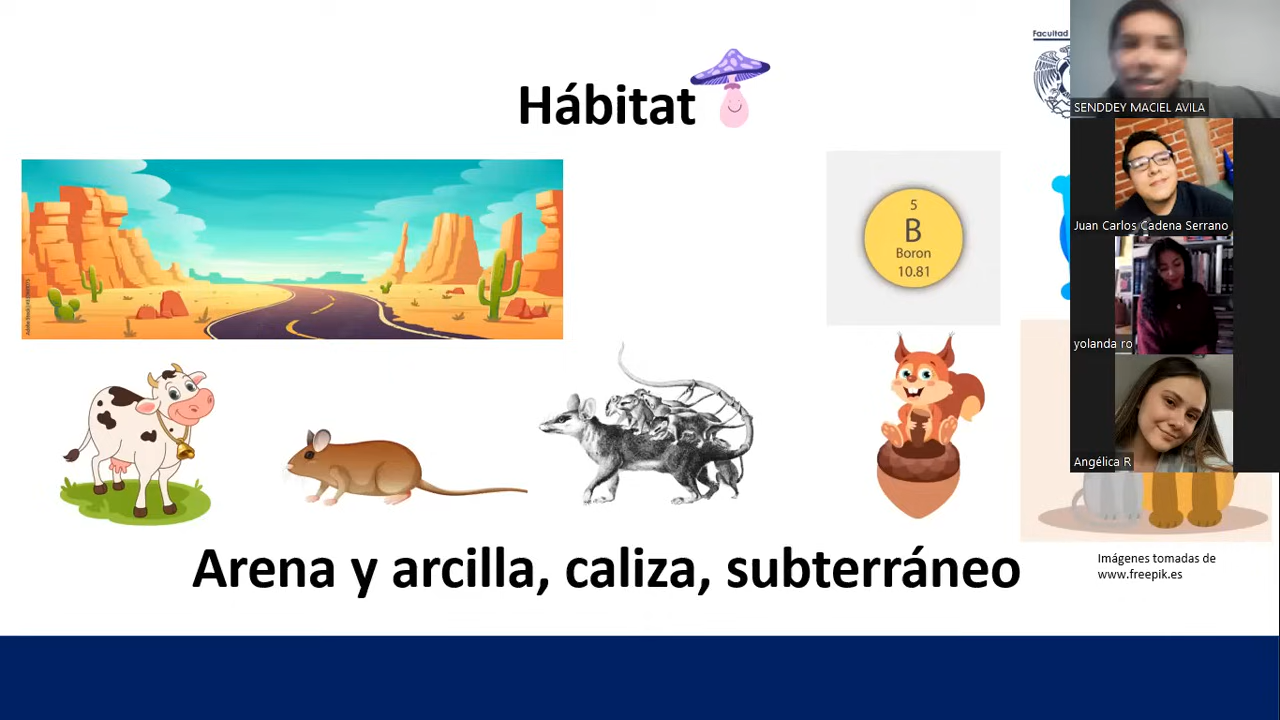 Facultad
Hábitat
SENDDEY MACIEL AVILA
Juan Carlos Cadena Serrano
yolanda ro
Angélica R
5
B
Boron
10.81
Arena y arcilla, caliza, subterráneo
Imágenes tomadas de
www.freepik.es